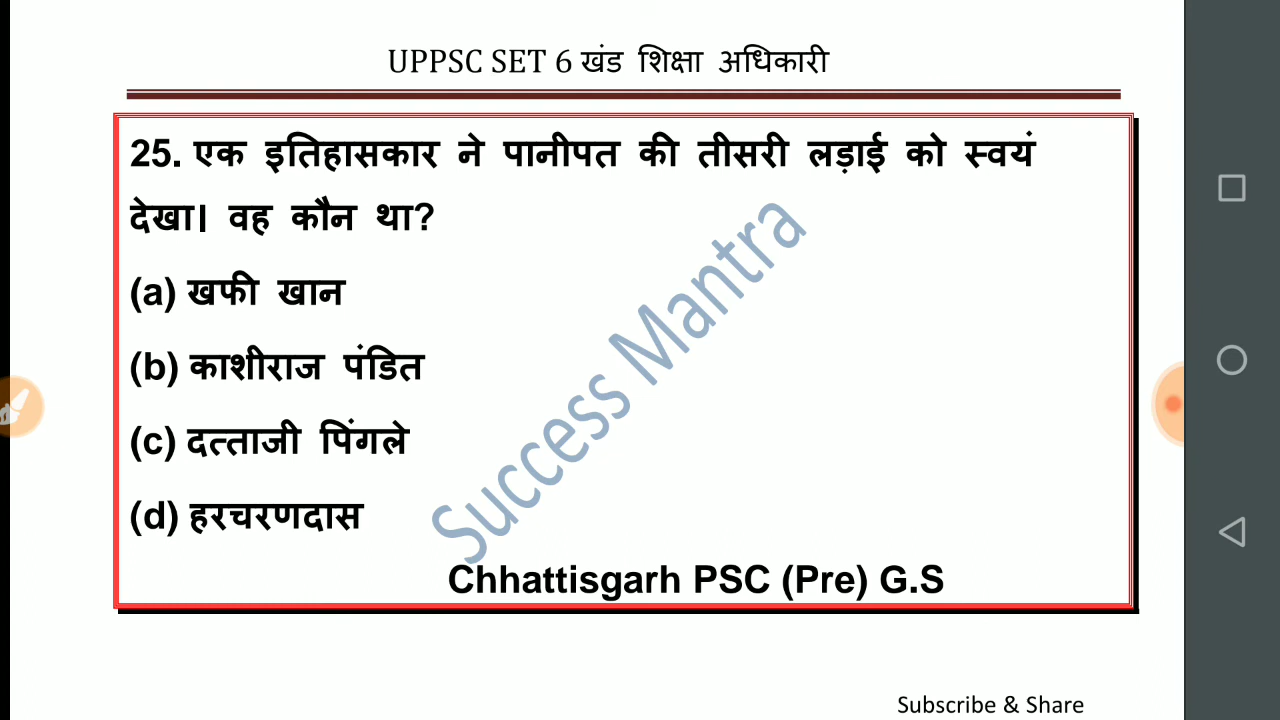 UPPSC SET 6 खंड शिक्षा अधिकारी
25. एक इतिहासकार ने पानीपत की तीसरी लड़ाई को स्वयं
देखा। वह कौन था?
(a) खफी खान
(b) काशीराज पंडित
(c) दत्ताजी पिंगले
(d) हरचरणदास
Success Mantra
Chhattisgarh PSC (Pre) G.S
Subscribe & Share